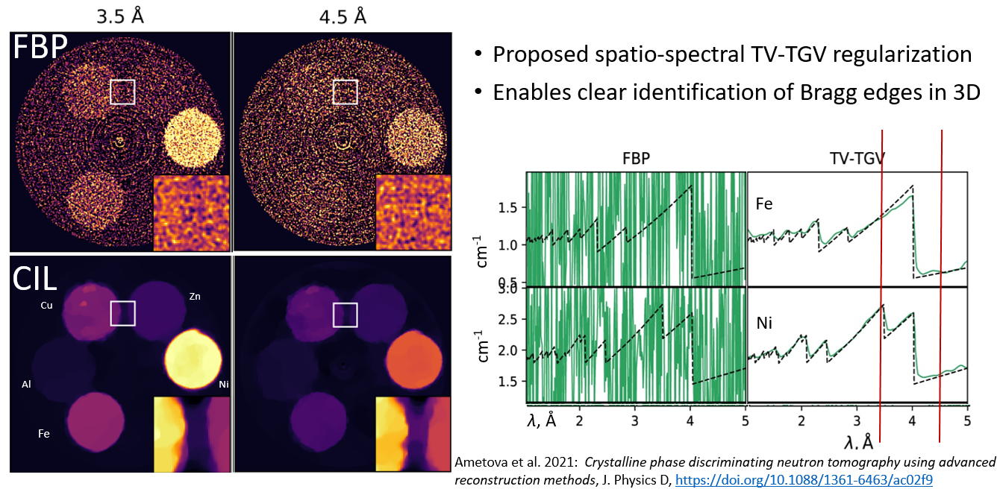 3.5 Å
4.5 Å
FBP
CIL
Cu
Zn
Al
Ni
Fe
• Proposed spatio-spectral TV-TGV regularization
• Enables clear identification of Bragg edges in 3D
FBP
TV-TGV
1.5
1.0
0.5
cm⁻¹
Fe
3.0
2.5
2.0
1.5
cm⁻¹
Ni
λ, Å
2
3
4
5
2
3
4
5
λ, Å
Ametova et al. 2021: Crystalline phase discriminating neutron tomography using advanced
reconstruction methods, J. Physics D, https://doi.org/10.1088/1361-6463/ac02f9